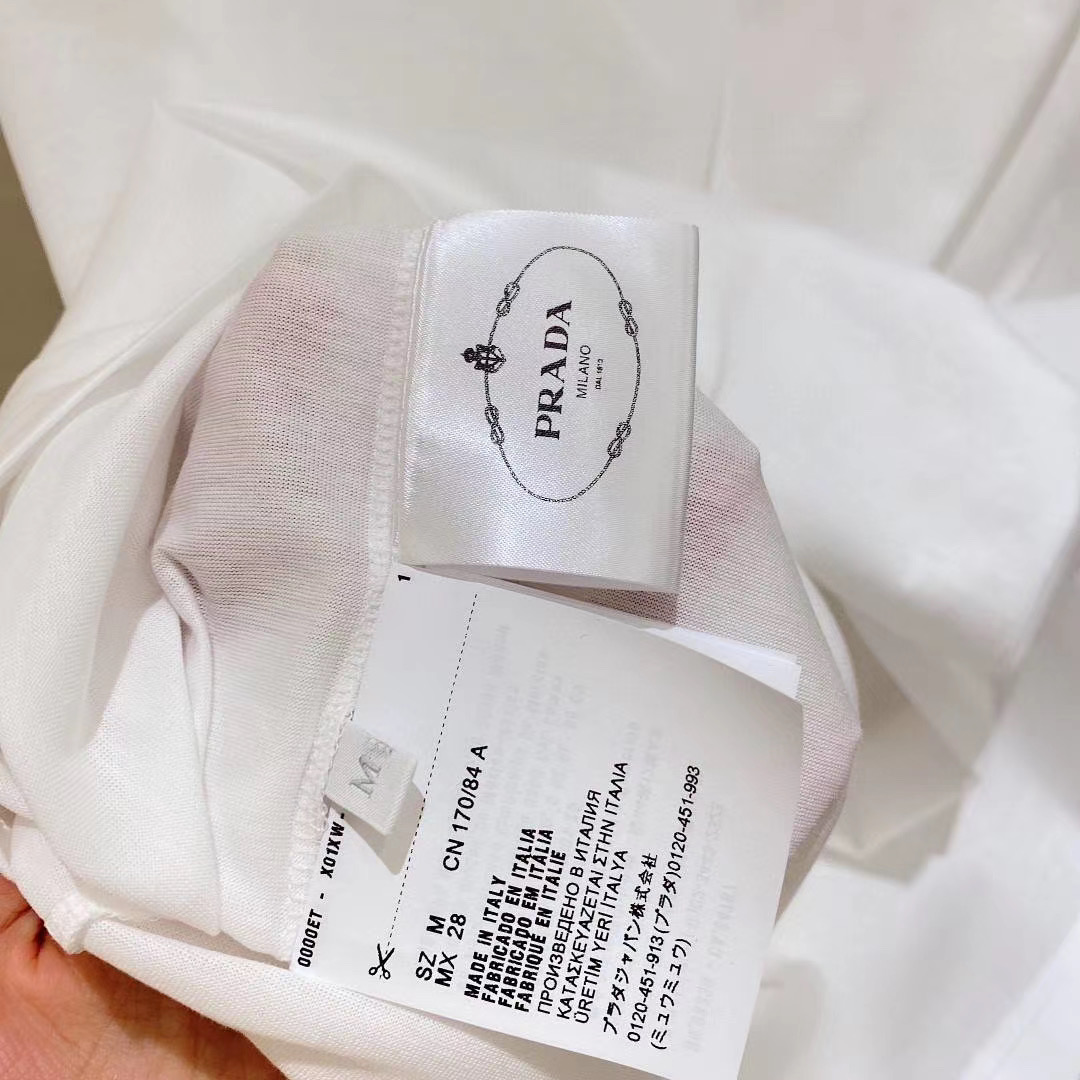 PRADA
MILANO
DAL 1913
1
M
0000ET - X01XW -
SZ M CN 170/84 A
MX 28
MADE IN ITALY
FABRICADO EN ITALIA
FABRICADO EM ITÁLIA
FABRIQUÉ EN ITALIE
ПРОИЗВЕДЕНО В ИТАЛИЯ
ΚΑΤΑΣΚΕΥΑΖΕΤΑΙ ΣΤΗΝ ΙΤΑΛΙΑ
ÜRETİM YERİ İTALYA
プラダジャパン株式会社
0120-451-913(プラダ)0120-451-993
(ミュウミュウ)